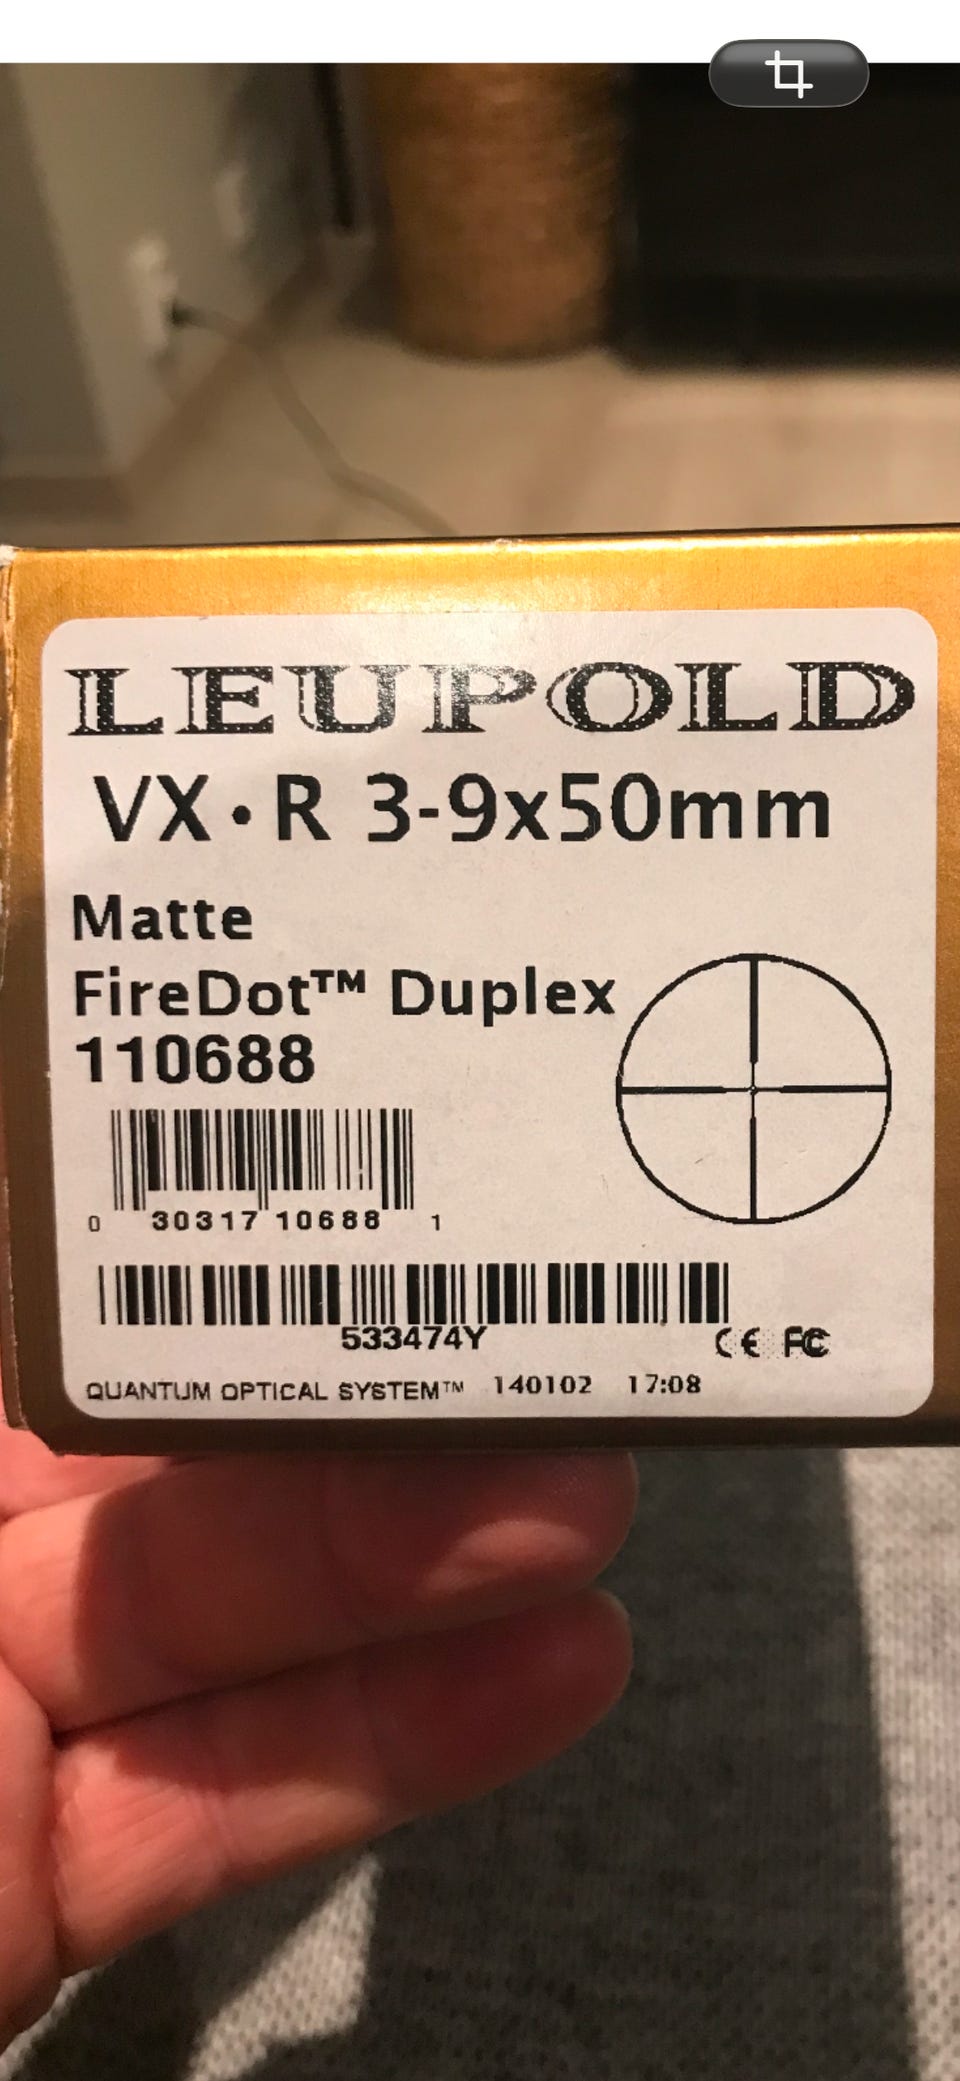 LEUPOLD
VX·R 3-9x50mm
Matte
FireDot™ Duplex
110688
0 30317 10688 1
533474Y
CE FC
QUANTUM OPTICAL SYSTEM™ 140102 17:08